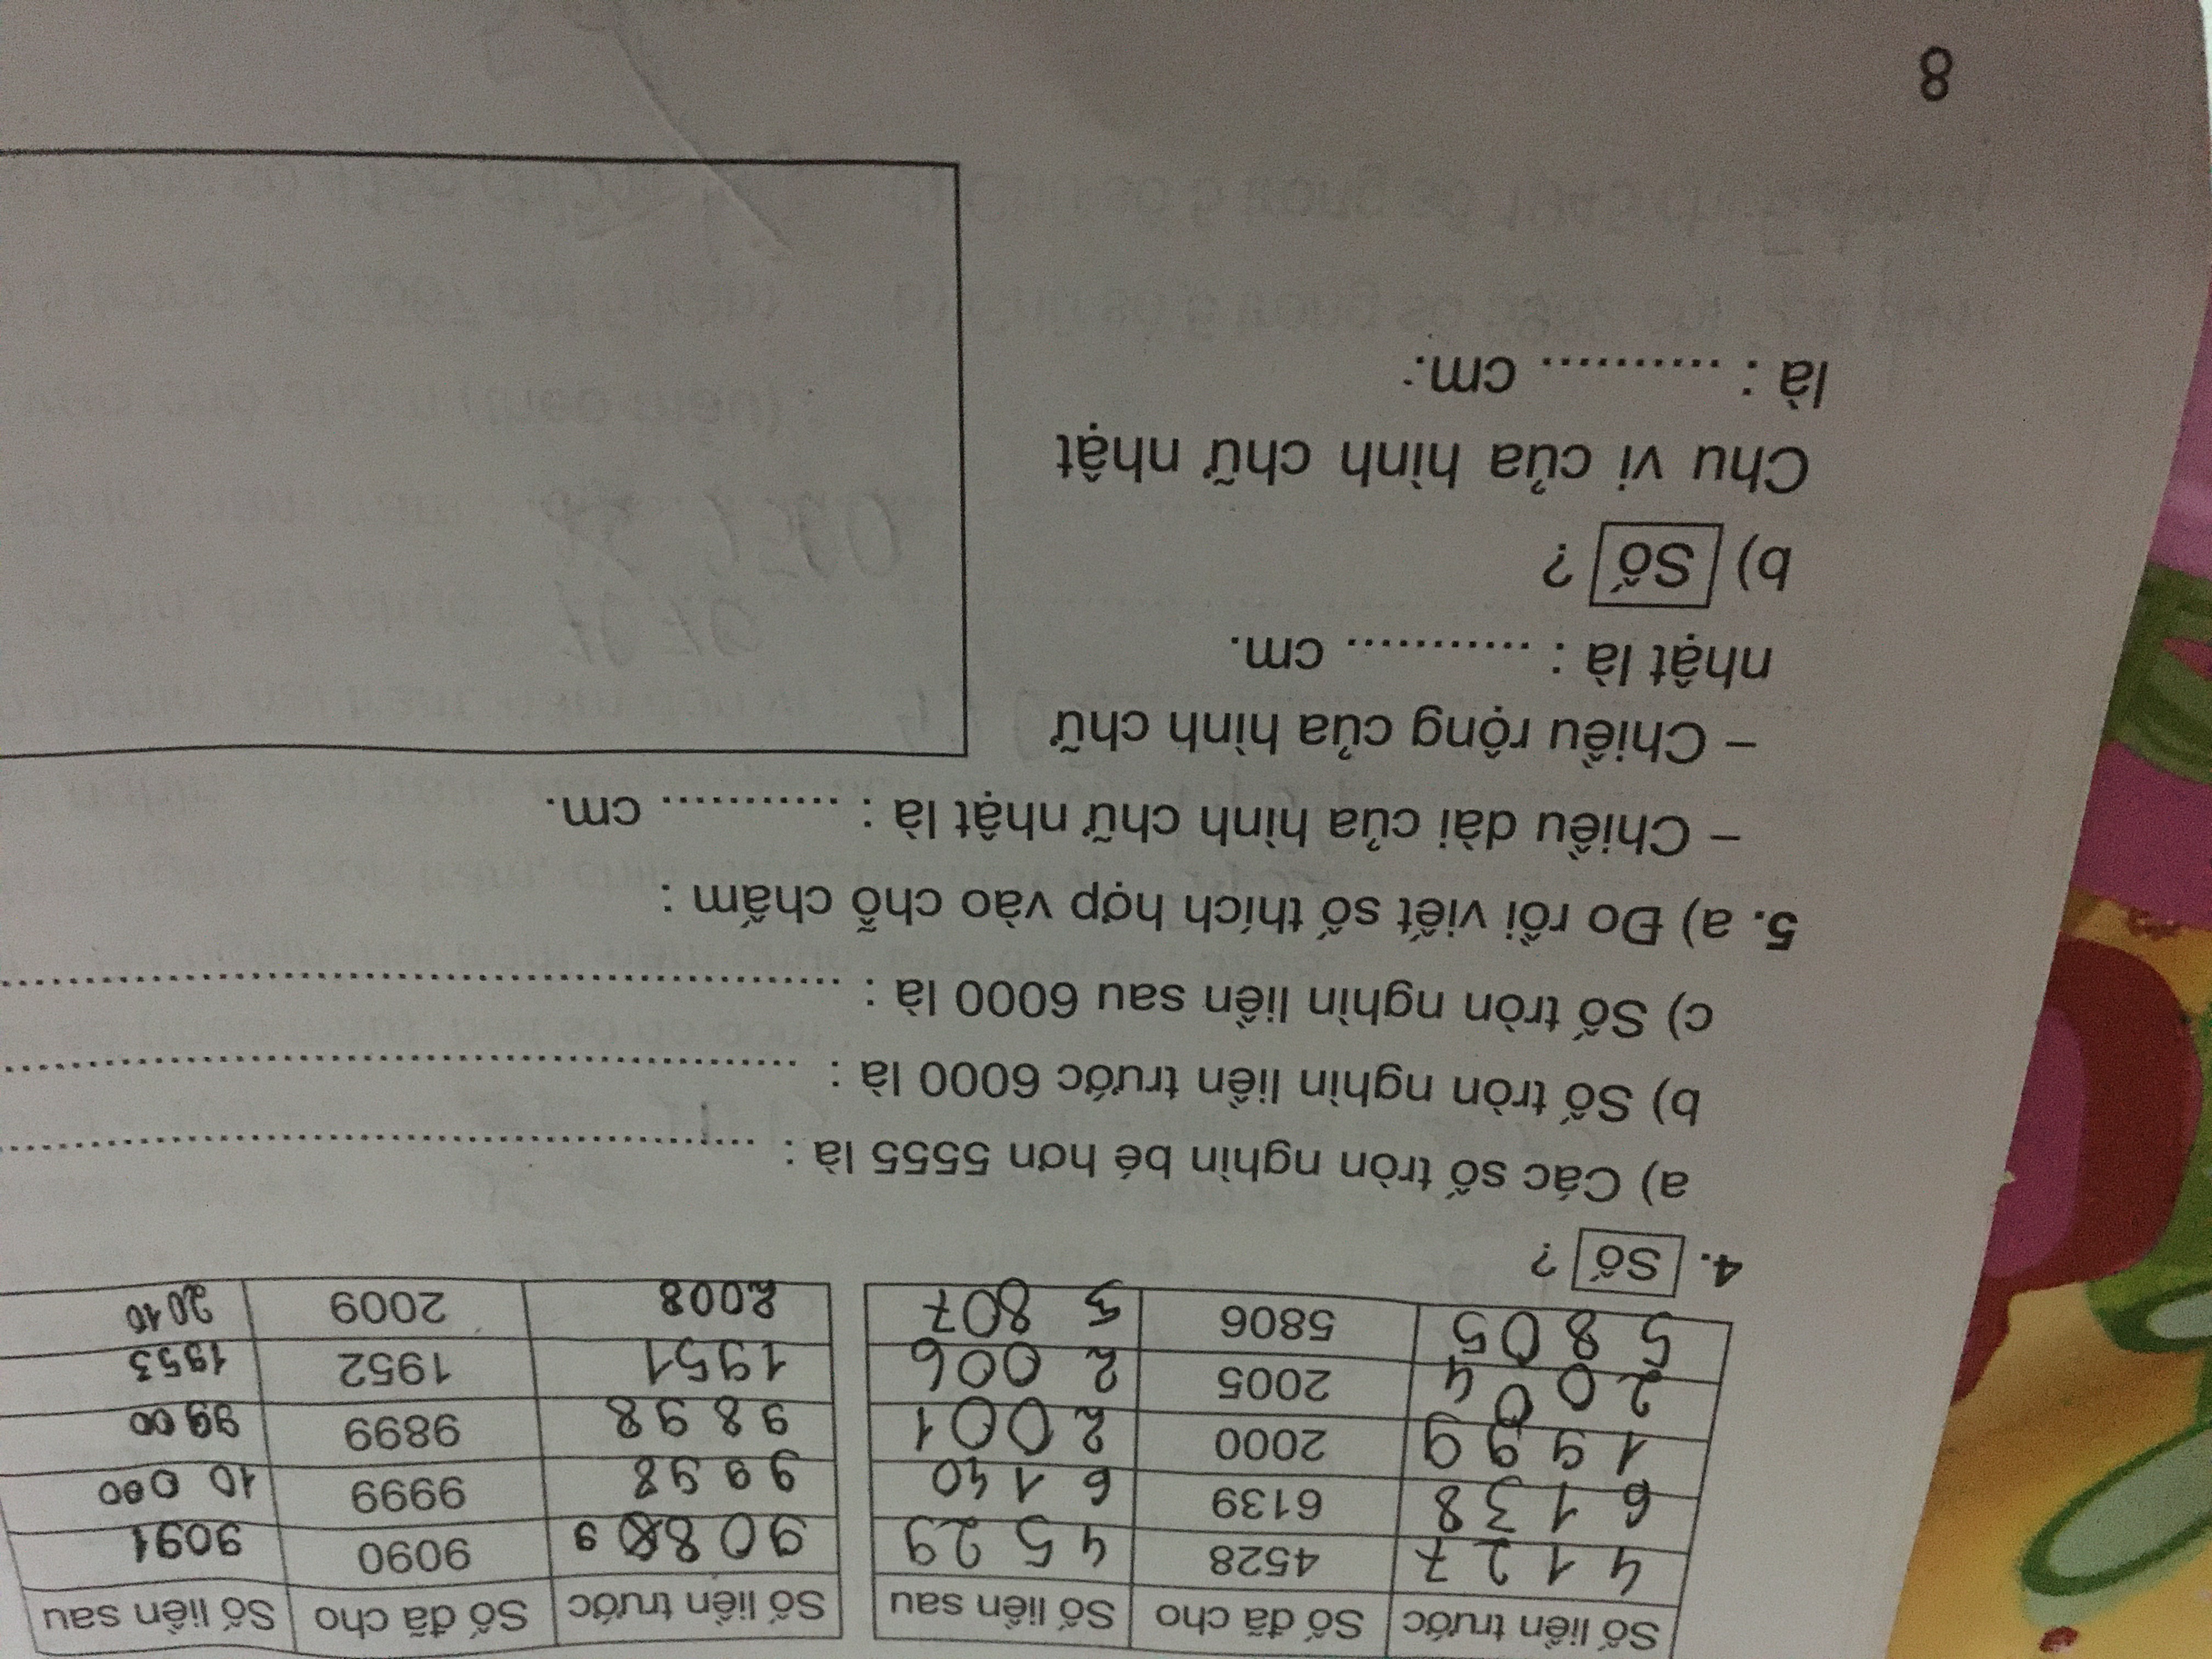 Số liền trước Số đã cho Số liền sau Số liền trước Số đã cho Số liền sau
4127 4528 4529 9089 9090 9091
6138 6139 6140 9998 9999 10 000
1999 2000 2001 9898 9899 9900
2004 2005 2006 1951 1952 1953
5805 5806 5807 2008 2009 2010
4. Số ?
a) Các số tròn nghìn bé hơn 5555 là : ............
b) Số tròn nghìn liền trước 6000 là : ............
c) Số tròn nghìn liền sau 6000 là : ............
5. a) Đo rồi viết số thích hợp vào chỗ chấm :
– Chiều dài của hình chữ nhật là : ............ cm.
– Chiều rộng của hình chữ
nhật là : ............ cm.
b) Số ?
Chu vi của hình chữ nhật
là : ............ cm.
8